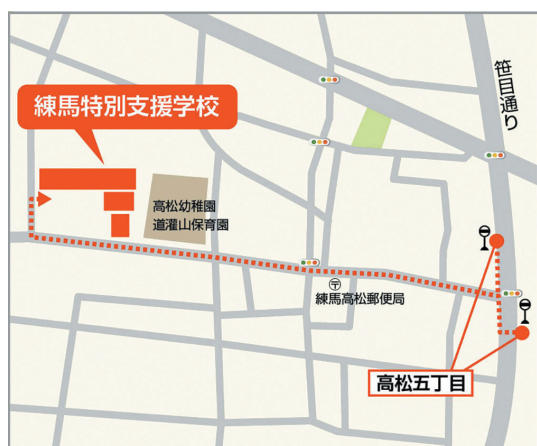 笹目通り
練馬特別支援学校
高松幼稚園
道灌山保育園
〒
練馬高松郵便局
高松五丁目